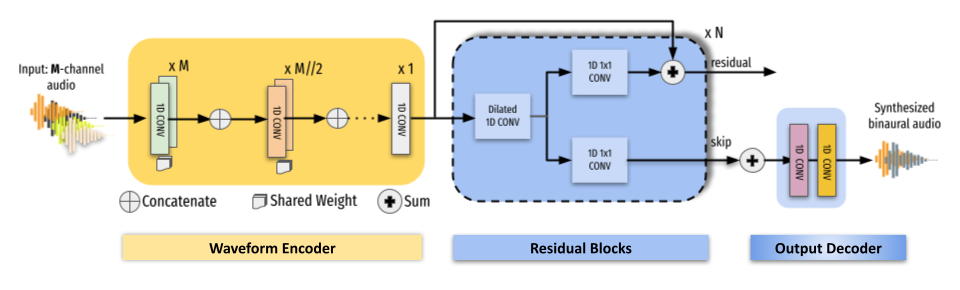 Input: M-channel
audio
x M
1D CONV
x M//2
1D CONV
x 1
1D CONV
Concatenate
Shared Weight
Sum
Waveform Encoder
x N
Dilated
1D CONV
1D 1x1
CONV
residual
1D 1x1
CONV
skip
Residual Blocks
1D CONV
1D CONV
Synthesized
binaural audio
Output Decoder